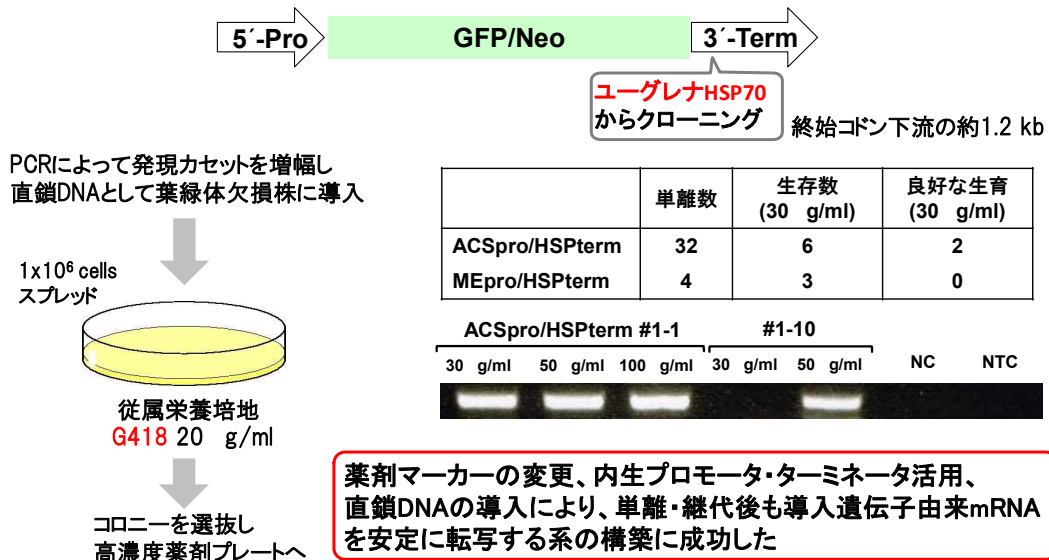 5´-Pro
GFP/Neo
3´-Term
ユーグレナHSP70
からクローニング
終始コドン下流の約1.2 kb
PCRによって発現カセットを増幅し
直鎖DNAとして葉緑体欠損株に導入
1x10⁶ cells
スプレッド
従属栄養培地
G418 20 g/ml
コロニーを選抜し
高濃度薬剤プレートへ
単離数 生存数 (30 g/ml) 良好な生育 (30 g/ml)
ACSpro/HSPterm 32 6 2
MEpro/HSPterm 4 3 0
ACSpro/HSPterm #1-1 #1-10
30 g/ml 50 g/ml 100 g/ml 30 g/ml 50 g/ml NC NTC
薬剤マーカーの変更、内生プロモータ・ターミネータ活用、
直鎖DNAの導入により、単離・継代後も導入遺伝子由来mRNA
を安定に転写する系の構築に成功した